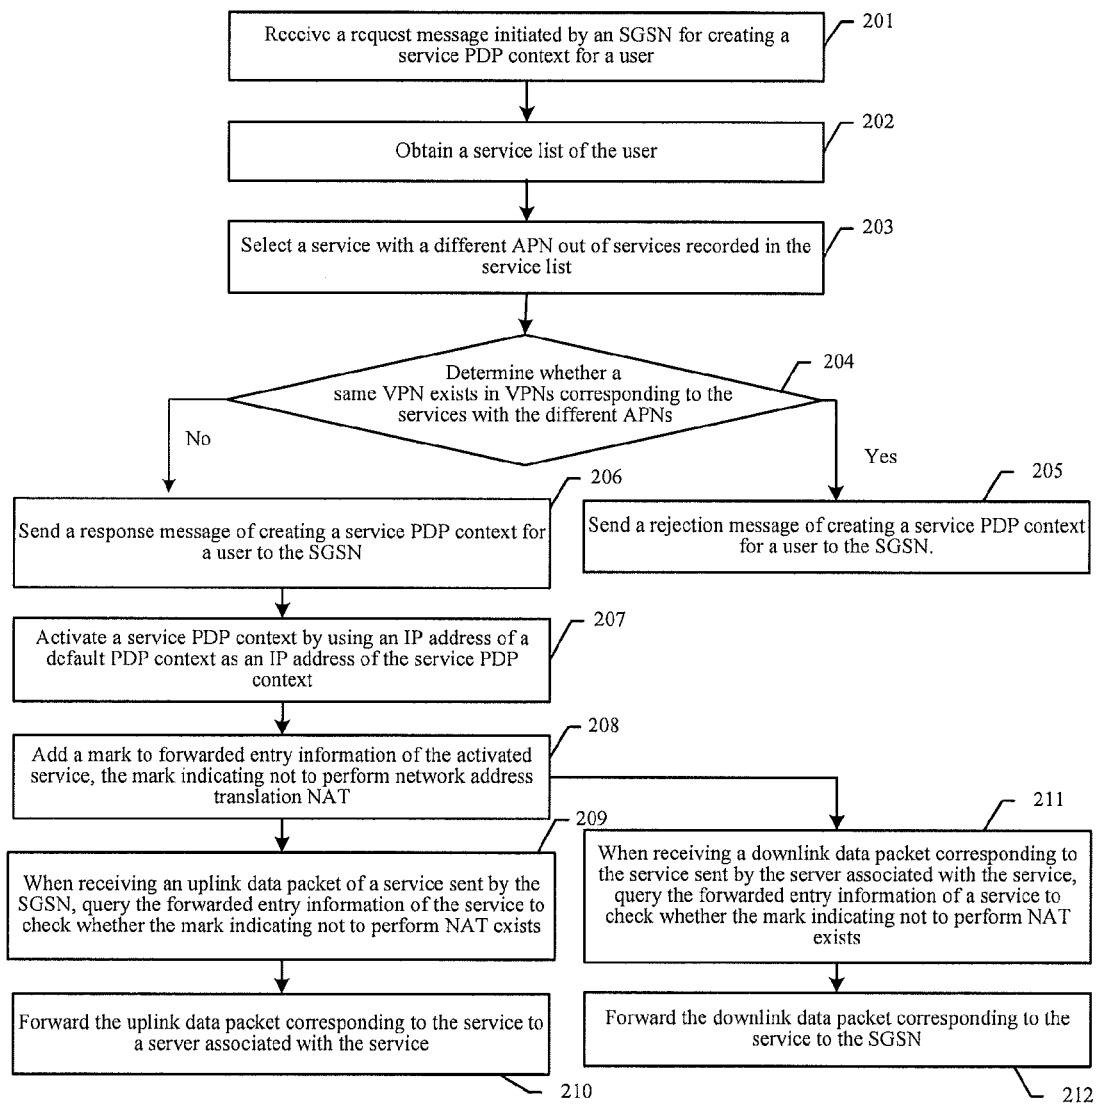 Receive a request message initiated by an SGSN for creating a
service PDP context for a user
201
Obtain a service list of the user
202
Select a service with a different APN out of services recorded in the
service list
203
Determine whether a
same VPN exists in VPNs corresponding to the
services with the different APNs
204
No
Yes
206
Send a response message of creating a service PDP context for
a user to the SGSN
205
Send a rejection message of creating a service PDP context
for a user to the SGSN.
207
Activate a service PDP context by using an IP address of a
default PDP context as an IP address of the service PDP
context
208
Add a mark to forwarded entry information of the activated
service, the mark indicating not to perform network address
translation NAT
209
When receiving an uplink data packet of a service sent by the
SGSN, query the forwarded entry information of the service to
check whether the mark indicating not to perform NAT exists
211
When receiving a downlink data packet corresponding to
the service sent by the server associated with the service,
query the forwarded entry information of a service to
check whether the mark indicating not to perform NAT
exists
Forward the uplink data packet corresponding to the service to
a server associated with the service
210
Forward the downlink data packet corresponding to the
service to the SGSN
212